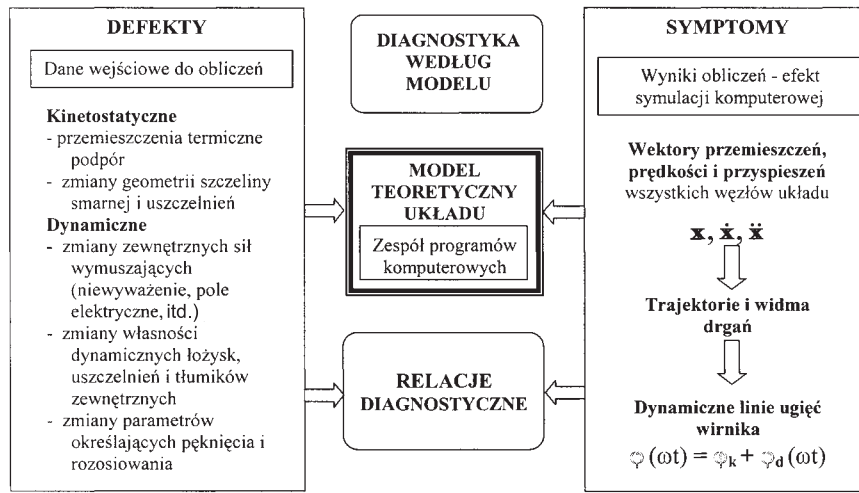 DEFEKTY
Dane wejściowe do obliczeń
Kinetostatyczne
- przemieszczenia termiczne
podpór
- zmiany geometrii szczeliny
smarnej i uszczelnień
Dynamiczne
- zmiany zewnętrznych sił
wymuszających
(niewyważenie, pole
elektryczne, itd.)
- zmiany własności
dynamicznych łożysk,
uszczelnień i tłumików
zewnętrznych
- zmiany parametrów
określających pęknięcia i
rozosiowania
DIAGNOSTYKA
WEDŁUG
MODELU
MODEL
TEORETYCZNY
UKŁADU
Zespół programów
komputerowych
RELACJE
DIAGNOSTYCZNE
SYMPTOMY
Wyniki obliczeń - efekt
symulacji komputerowej
Wektory przemieszczeń,
prędkości i przyspieszeń
wszystkich węzłów układu
x, ẋ, ẍ
Trajektorie i widma
drgań
Dynamiczne linie ugięć
wirnika
φ (ωt) = φk + φd (ωt)